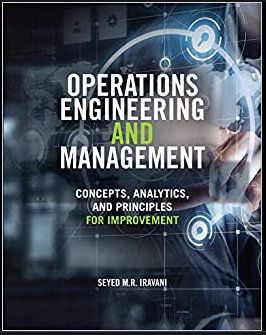 OPERATIONS
ENGINEERING
AND
MANAGEMENT
CONCEPTS, ANALYTICS,
AND PRINCIPLES
FOR IMPROVEMENT
SEYED M.R. IRAVANI